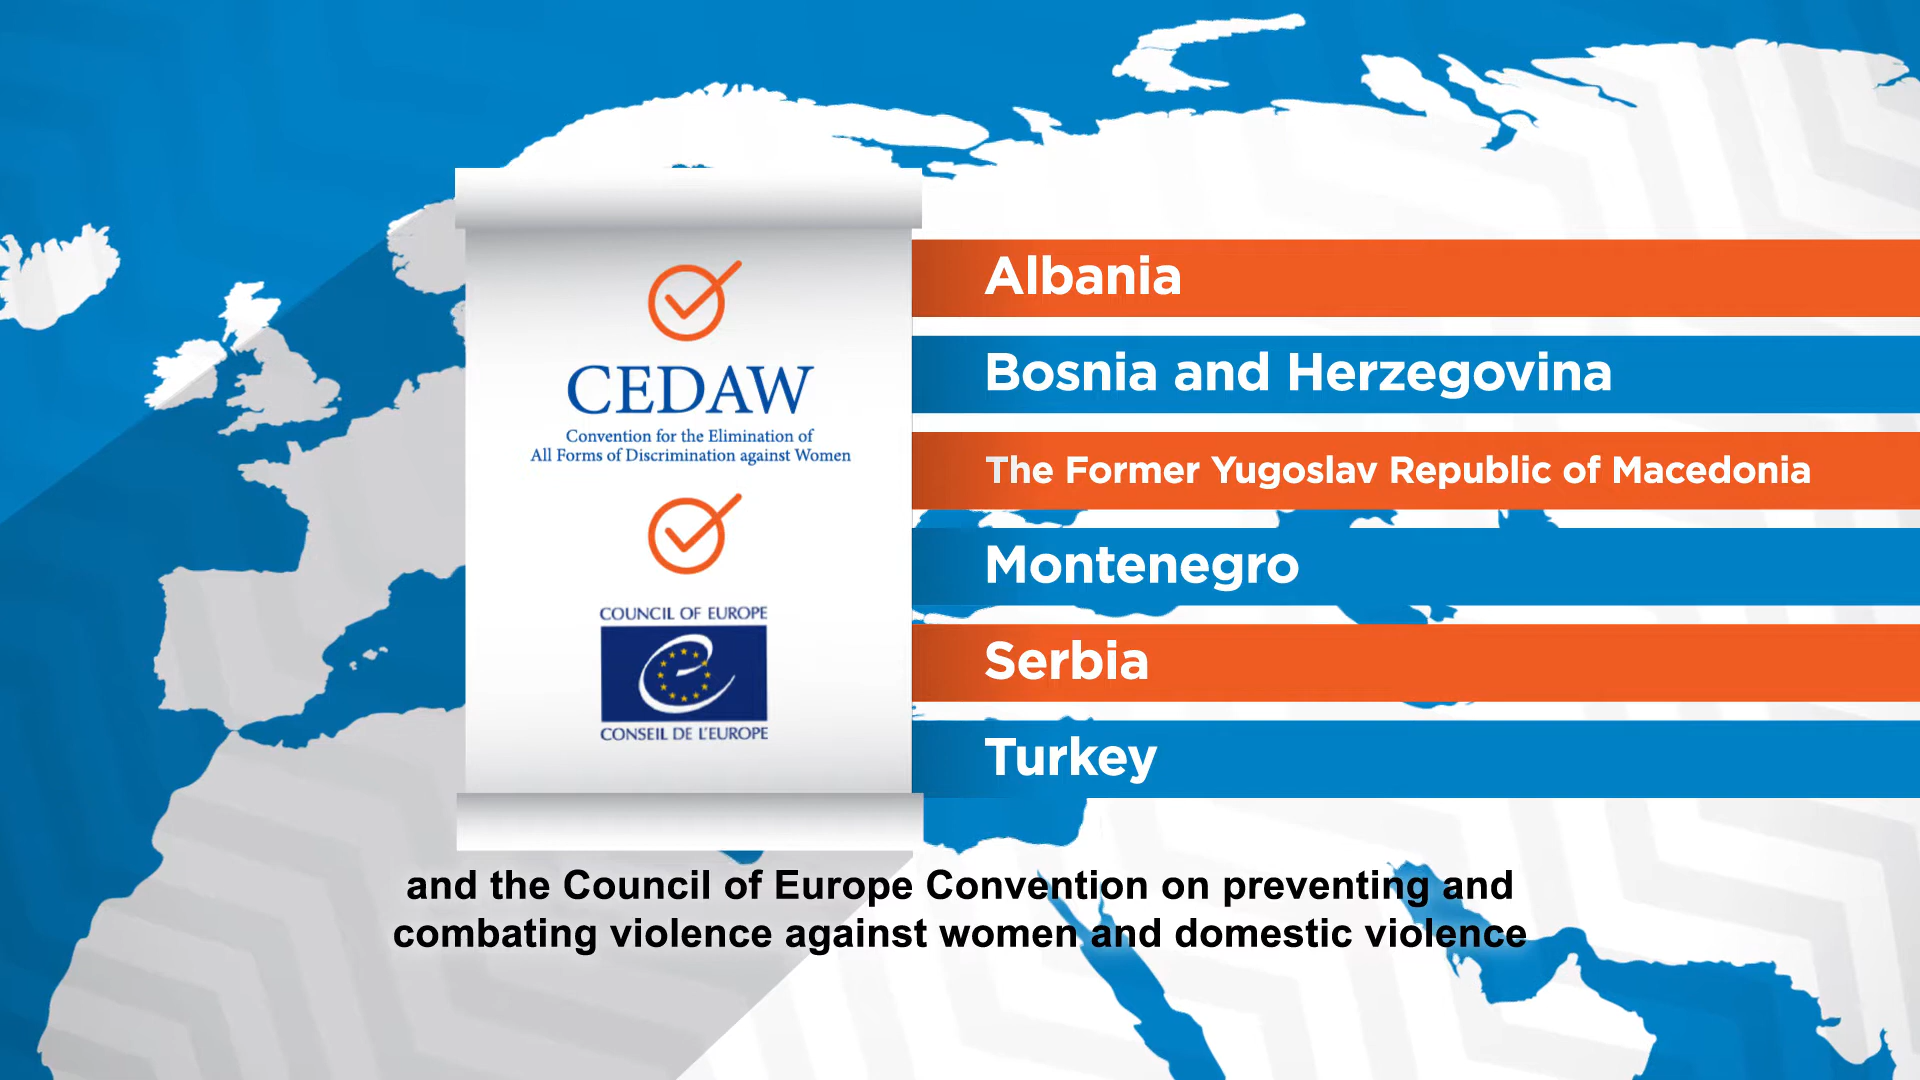 CEDAW
Convention for the Elimination of
All Forms of Discrimination against Women
COUNCIL OF EUROPE
CONSEIL DE L'EUROPE
Albania
Bosnia and Herzegovina
The Former Yugoslav Republic of Macedonia
Montenegro
Serbia
Turkey
and the Council of Europe Convention on preventing and
combating violence against women and domestic violence